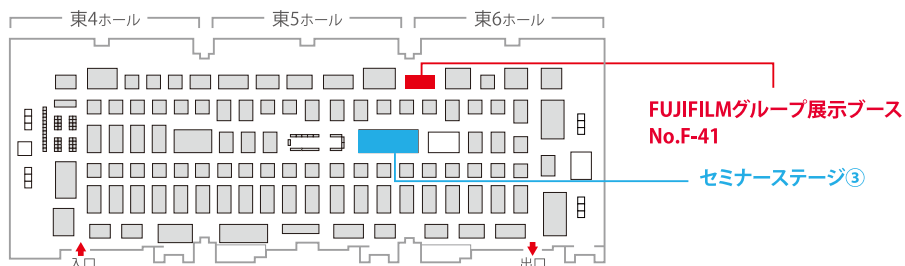 東4ホール 東5ホール 東6ホール
FUJIFILMグループ展示ブース
No.F-41
セミナーステージ③
入口 出口